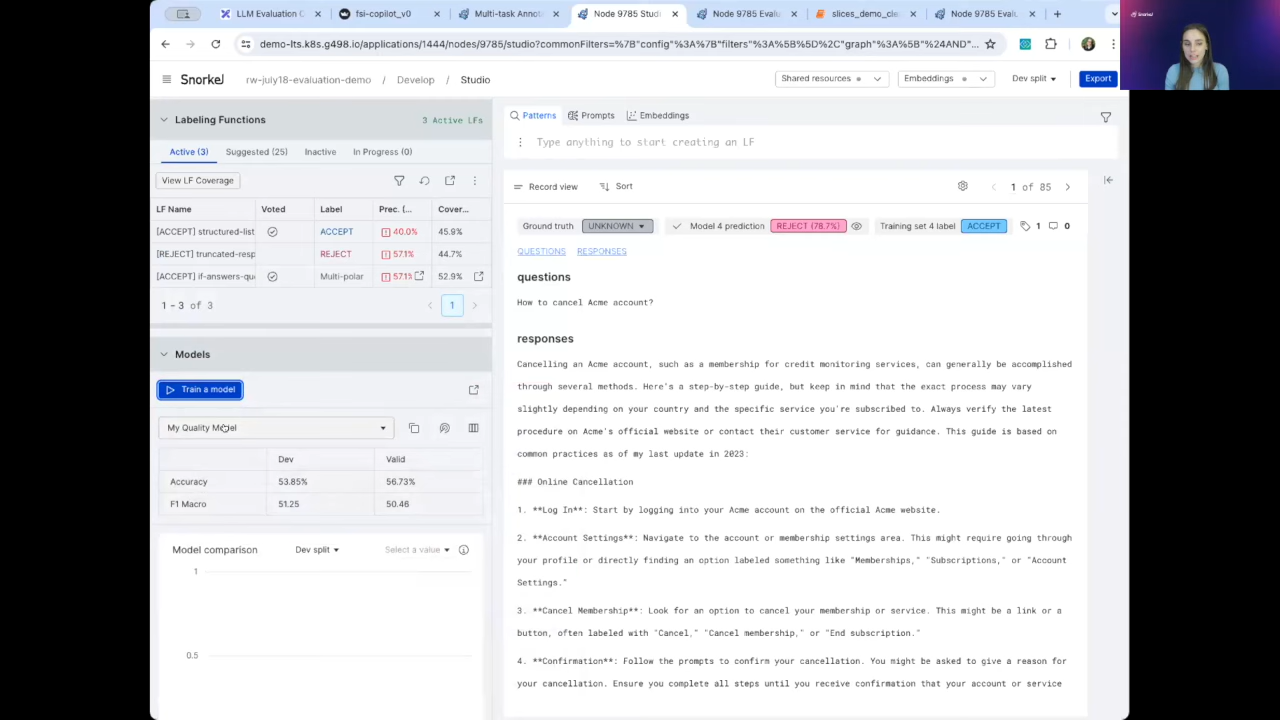 LLM Evaluation C
fsi-copilot_v0
Multi-task Annot
Node 9785 Studi
Node 9785 Evalu
slices_demo_cle
Node 9785 Evalu
demo-lts.k8s.g498.io/applications/1444/nodes/9785/studio?commonFilters=%7B"config"%3A%7B"filters"%3A%5B%5D%2C"graph"%3A%5B"%24AND"...
Snorkel
Snorkel
rw-july18-evaluation-demo / Develop / Studio
Shared resources
Embeddings
Dev split
Export
Labeling Functions
3 Active LFs
Active (3)
Suggested (25)
Inactive
In Progress (0)
View LF Coverage
LF Name Voted Label Prec. (... Cover...
[ACCEPT] structured-list ACCEPT 40.0% 45.9%
[REJECT] truncated-resp REJECT 57.1% 44.7%
[ACCEPT] if-answers-qu Multi-polar 57.1% 52.9%
1 - 3 of 3
1
Models
Train a model
My Quality Model
Dev Valid
Accuracy 53.85% 56.73%
F1 Macro 51.25 50.46
Model comparison
Dev split
Select a value
1
0.5
Patterns
Prompts
Embeddings
Type anything to start creating an LF
Record view
Sort
1 of 85
Ground truth UNKNOWN
Model 4 prediction REJECT (78.7%)
Training set 4 label ACCEPT
1
0
QUESTIONS
RESPONSES
questions
How to cancel Acme account?
responses
Cancelling an Acme account, such as a membership for credit monitoring services, can generally be accomplished
through several methods. Here's a step-by-step guide, but keep in mind that the exact process may vary
slightly depending on your country and the specific service you're subscribed to. Always verify the latest
procedure on Acme's official website or contact their customer service for guidance. This guide is based on
common practices as of my last update in 2023:
### Online Cancellation
1. **Log In**: Start by logging into your Acme account on the official Acme website.
2. **Account Settings**: Navigate to the account or membership settings area. This might require going through
your profile or directly finding an option labeled something like "Memberships," "Subscriptions," or "Account
Settings."
3. **Cancel Membership**: Look for an option to cancel your membership or service. This might be a link or a
button, often labeled with "Cancel," "Cancel membership," or "End subscription."
4. **Confirmation**: Follow the prompts to confirm your cancellation. You might be asked to give a reason for
your cancellation. Ensure you complete all steps until you receive confirmation that your account or service